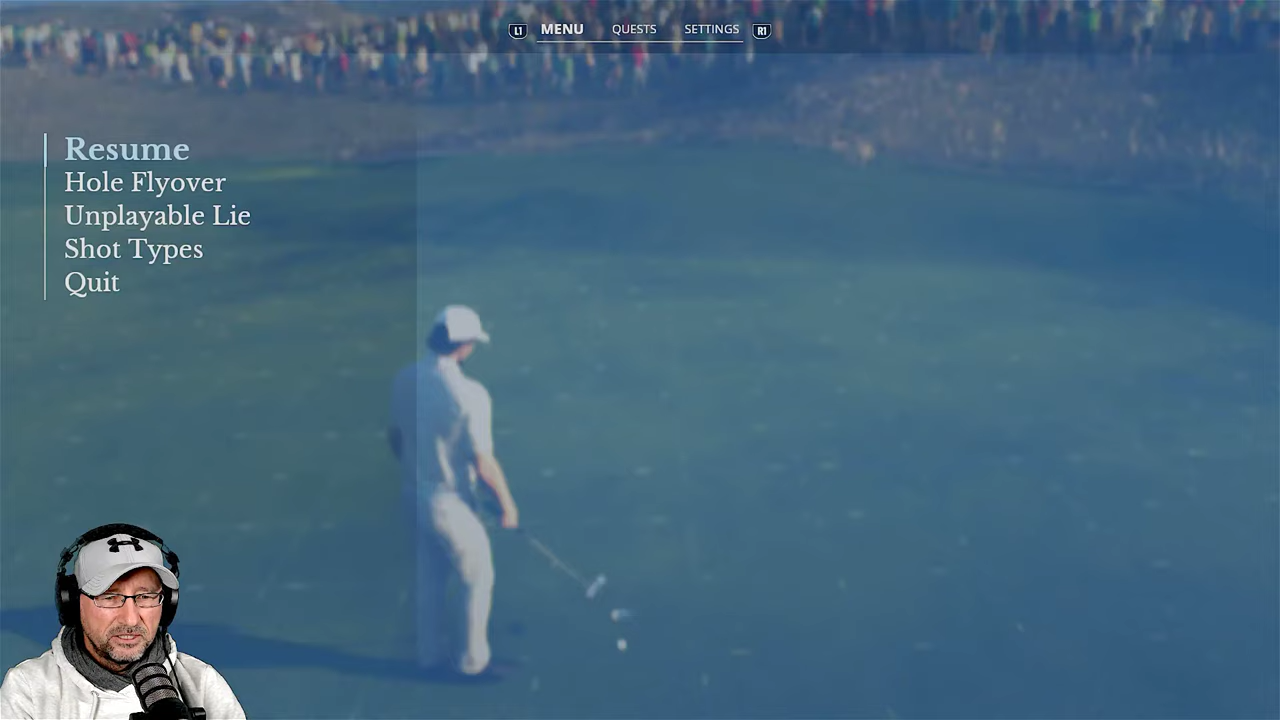 L1 MENU QUESTS SETTINGS R1
Resume
Hole Flyover
Unplayable Lie
Shot Types
Quit